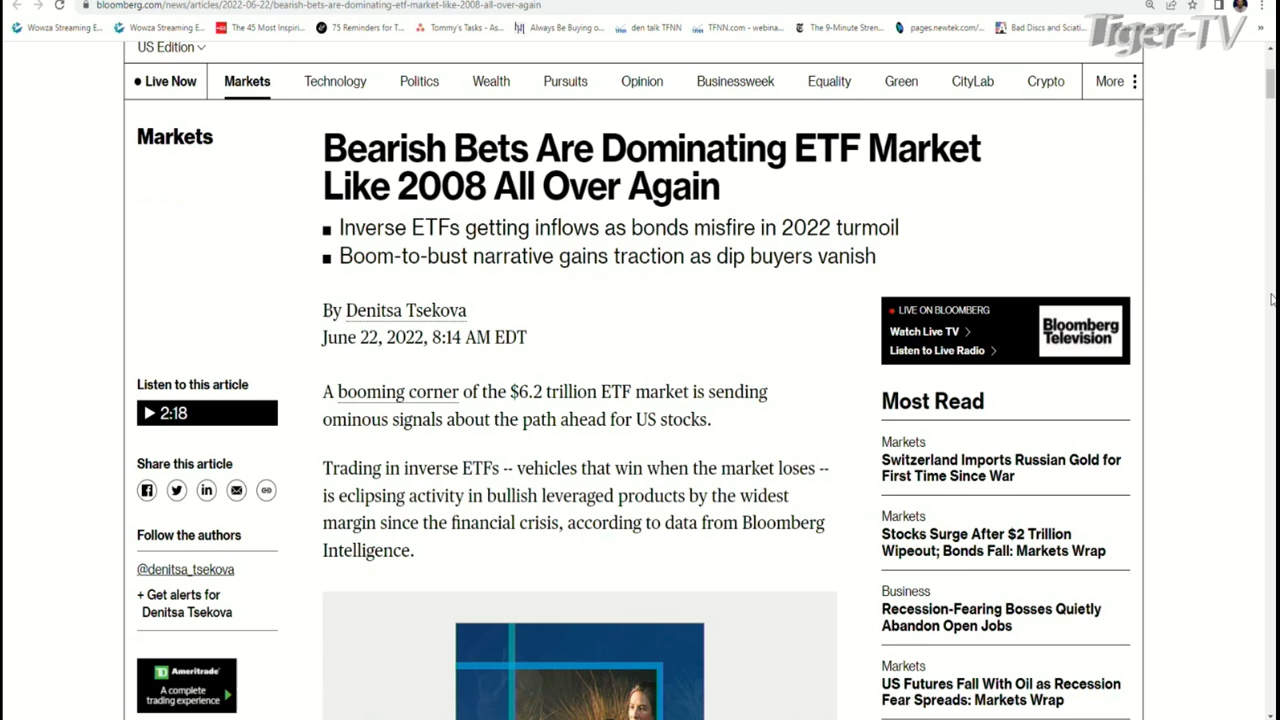 bloomberg.com/news/articles/2022-06-22/bearish-bets-are-dominating-etf-market-like-2008-all-over-again
Wowza Streaming E... Wowza Streaming E... The 45 Most Inspiri... 75 Reminders for T... Tommy's Tasks - As... Always Be Buying o... den talk TFNN TFNN.com - webina... The 9-Minute Stren... pages.newtek.com/... Bad Discs and Sciati... »
Tiger-TV
US Edition
Live Now Markets Technology Politics Wealth Pursuits Opinion Businessweek Equality Green CityLab Crypto More
Markets
Bearish Bets Are Dominating ETF Market
Like 2008 All Over Again
Inverse ETFs getting inflows as bonds misfire in 2022 turmoil
Boom-to-bust narrative gains traction as dip buyers vanish
By Denitsa Tsekova
June 22, 2022, 8:14 AM EDT
Listen to this article
2:18
Share this article
Follow the authors
@denitsa_tsekova
+ Get alerts for
Denitsa Tsekova
TD Ameritrade
A complete
trading experience
A booming corner of the $6.2 trillion ETF market is sending
ominous signals about the path ahead for US stocks.
Trading in inverse ETFs -- vehicles that win when the market loses --
is eclipsing activity in bullish leveraged products by the widest
margin since the financial crisis, according to data from Bloomberg
Intelligence.
LIVE ON BLOOMBERG
Watch Live TV
Listen to Live Radio
Bloomberg
Television
Most Read
Markets
Switzerland Imports Russian Gold for
First Time Since War
Markets
Stocks Surge After $2 Trillion
Wipeout; Bonds Fall: Markets Wrap
Business
Recession-Fearing Bosses Quietly
Abandon Open Jobs
Markets
US Futures Fall With Oil as Recession
Fear Spreads: Markets Wrap